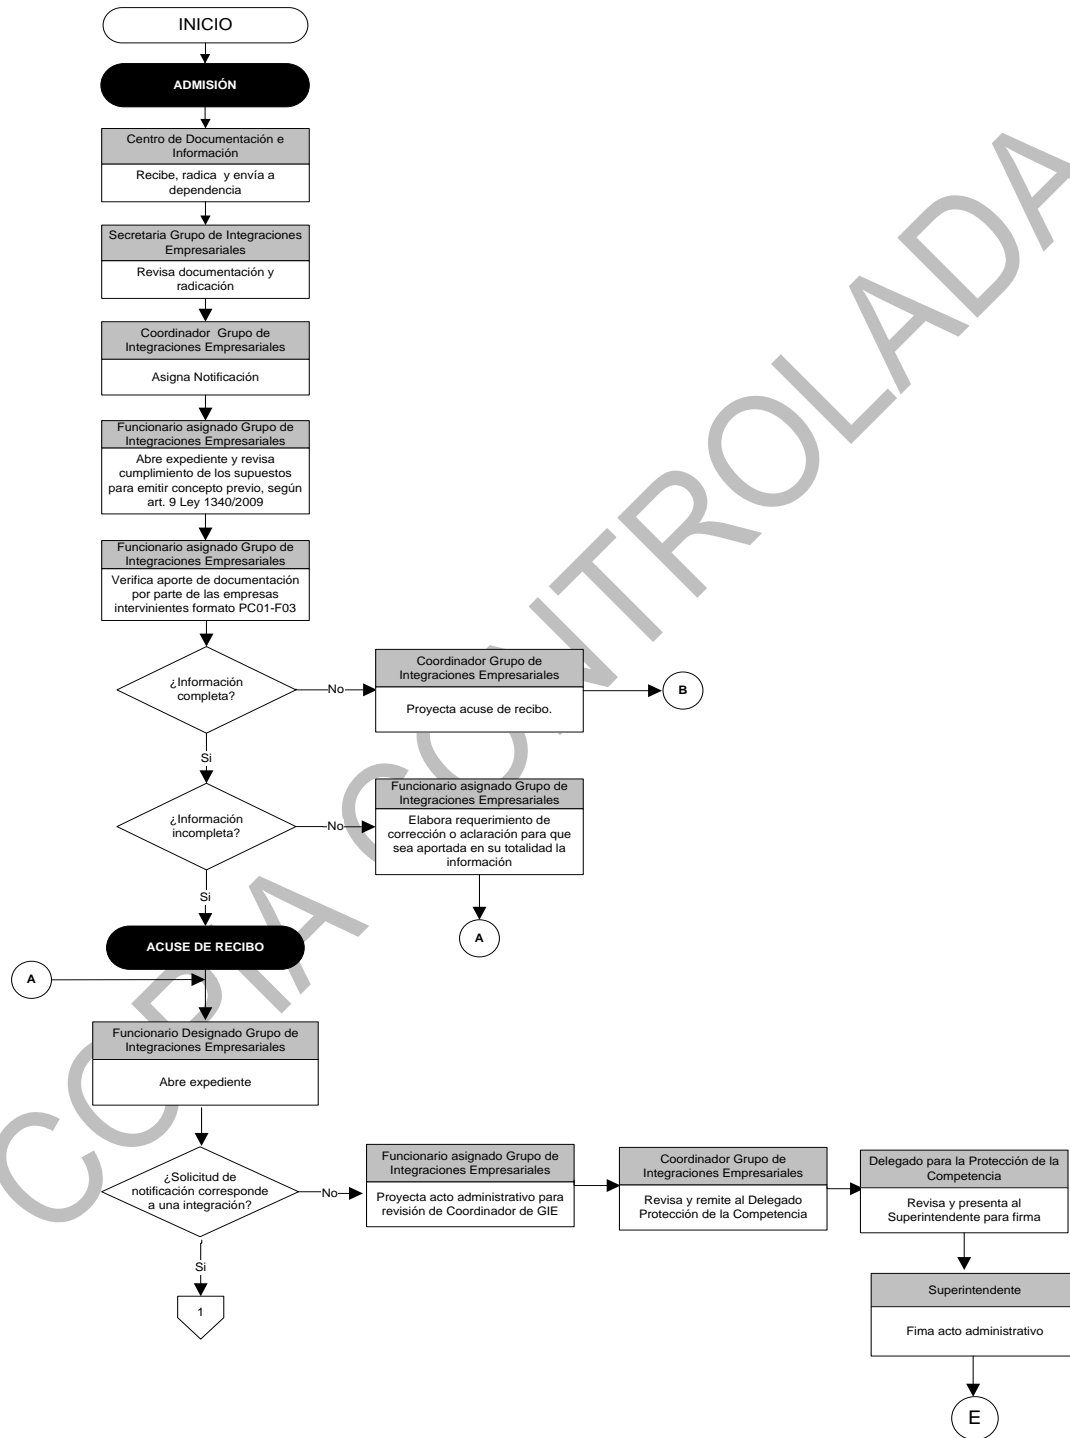 INICIO
ADMISIÓN
Centro de Documentación e
Información
Recibe, radica y envía a
dependencia
Secretaria Grupo de Integraciones
Empresariales
Revisa documentación y
radicación
Coordinador Grupo de
Integraciones Empresariales
Asigna Notificación
Funcionario asignado Grupo de
Integraciones Empresariales
Abre expediente y revisa
cumplimiento de los supuestos
para emitir concepto previo, según
art. 9 Ley 1340/2009
Funcionario asignado Grupo de
Integraciones Empresariales
Verifica aporte de documentación
por parte de las empresas
intervinientes formato PC01-F03
¿Información
completa?
No
Coordinador Grupo de
Integraciones Empresariales
Proyecta acuse de recibo.
B
Si
¿Información
incompleta?
No
Funcionario asignado Grupo de
Integraciones Empresariales
Elabora requerimiento de
corrección o aclaración para que
sea aportada en su totalidad la
información
A
Si
ACUSE DE RECIBO
A
Funcionario Designado Grupo de
Integraciones Empresariales
Abre expediente
¿Solicitud de
notificación corresponde
a una integración?
No
Funcionario asignado Grupo de
Integraciones Empresariales
Proyecta acto administrativo para
revisión de Coordinador de GIE
Coordinador Grupo de
Integraciones Empresariales
Revisa y remite al Delegado
Protección de la Competencia
Delegado para la Protección de la
Competencia
Revisa y presenta al
Superintendente para firma
Superintendente
Fima acto administrativo
E
Si
1
COPIA CONTROLADA